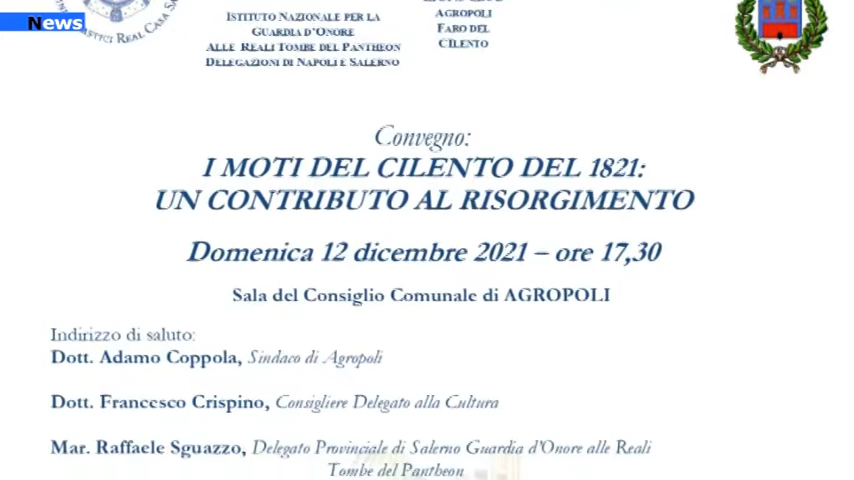 News
ISTITUTO NAZIONALE PER LA
GUARDIA D'ONORE
ALLE REALI TOMBE DEL PANTHEON
DELEGAZIONI DI NAPOLI E SALERNO
AGROPOLI
FARO DEL
CILENTO
REAL CASA
Convegno:
I MOTI DEL CILENTO DEL 1821:
UN CONTRIBUTO AL RISORGIMENTO
Domenica 12 dicembre 2021 – ore 17,30
Sala del Consiglio Comunale di AGROPOLI
Indirizzo di saluto:
Dott. Adamo Coppola, Sindaco di Agropoli
Dott. Francesco Crispino, Consigliere Delegato alla Cultura
Mar. Raffaele Sguazzo, Delegato Provinciale di Salerno Guardia d'Onore alle Reali
Tombe del Pantheon